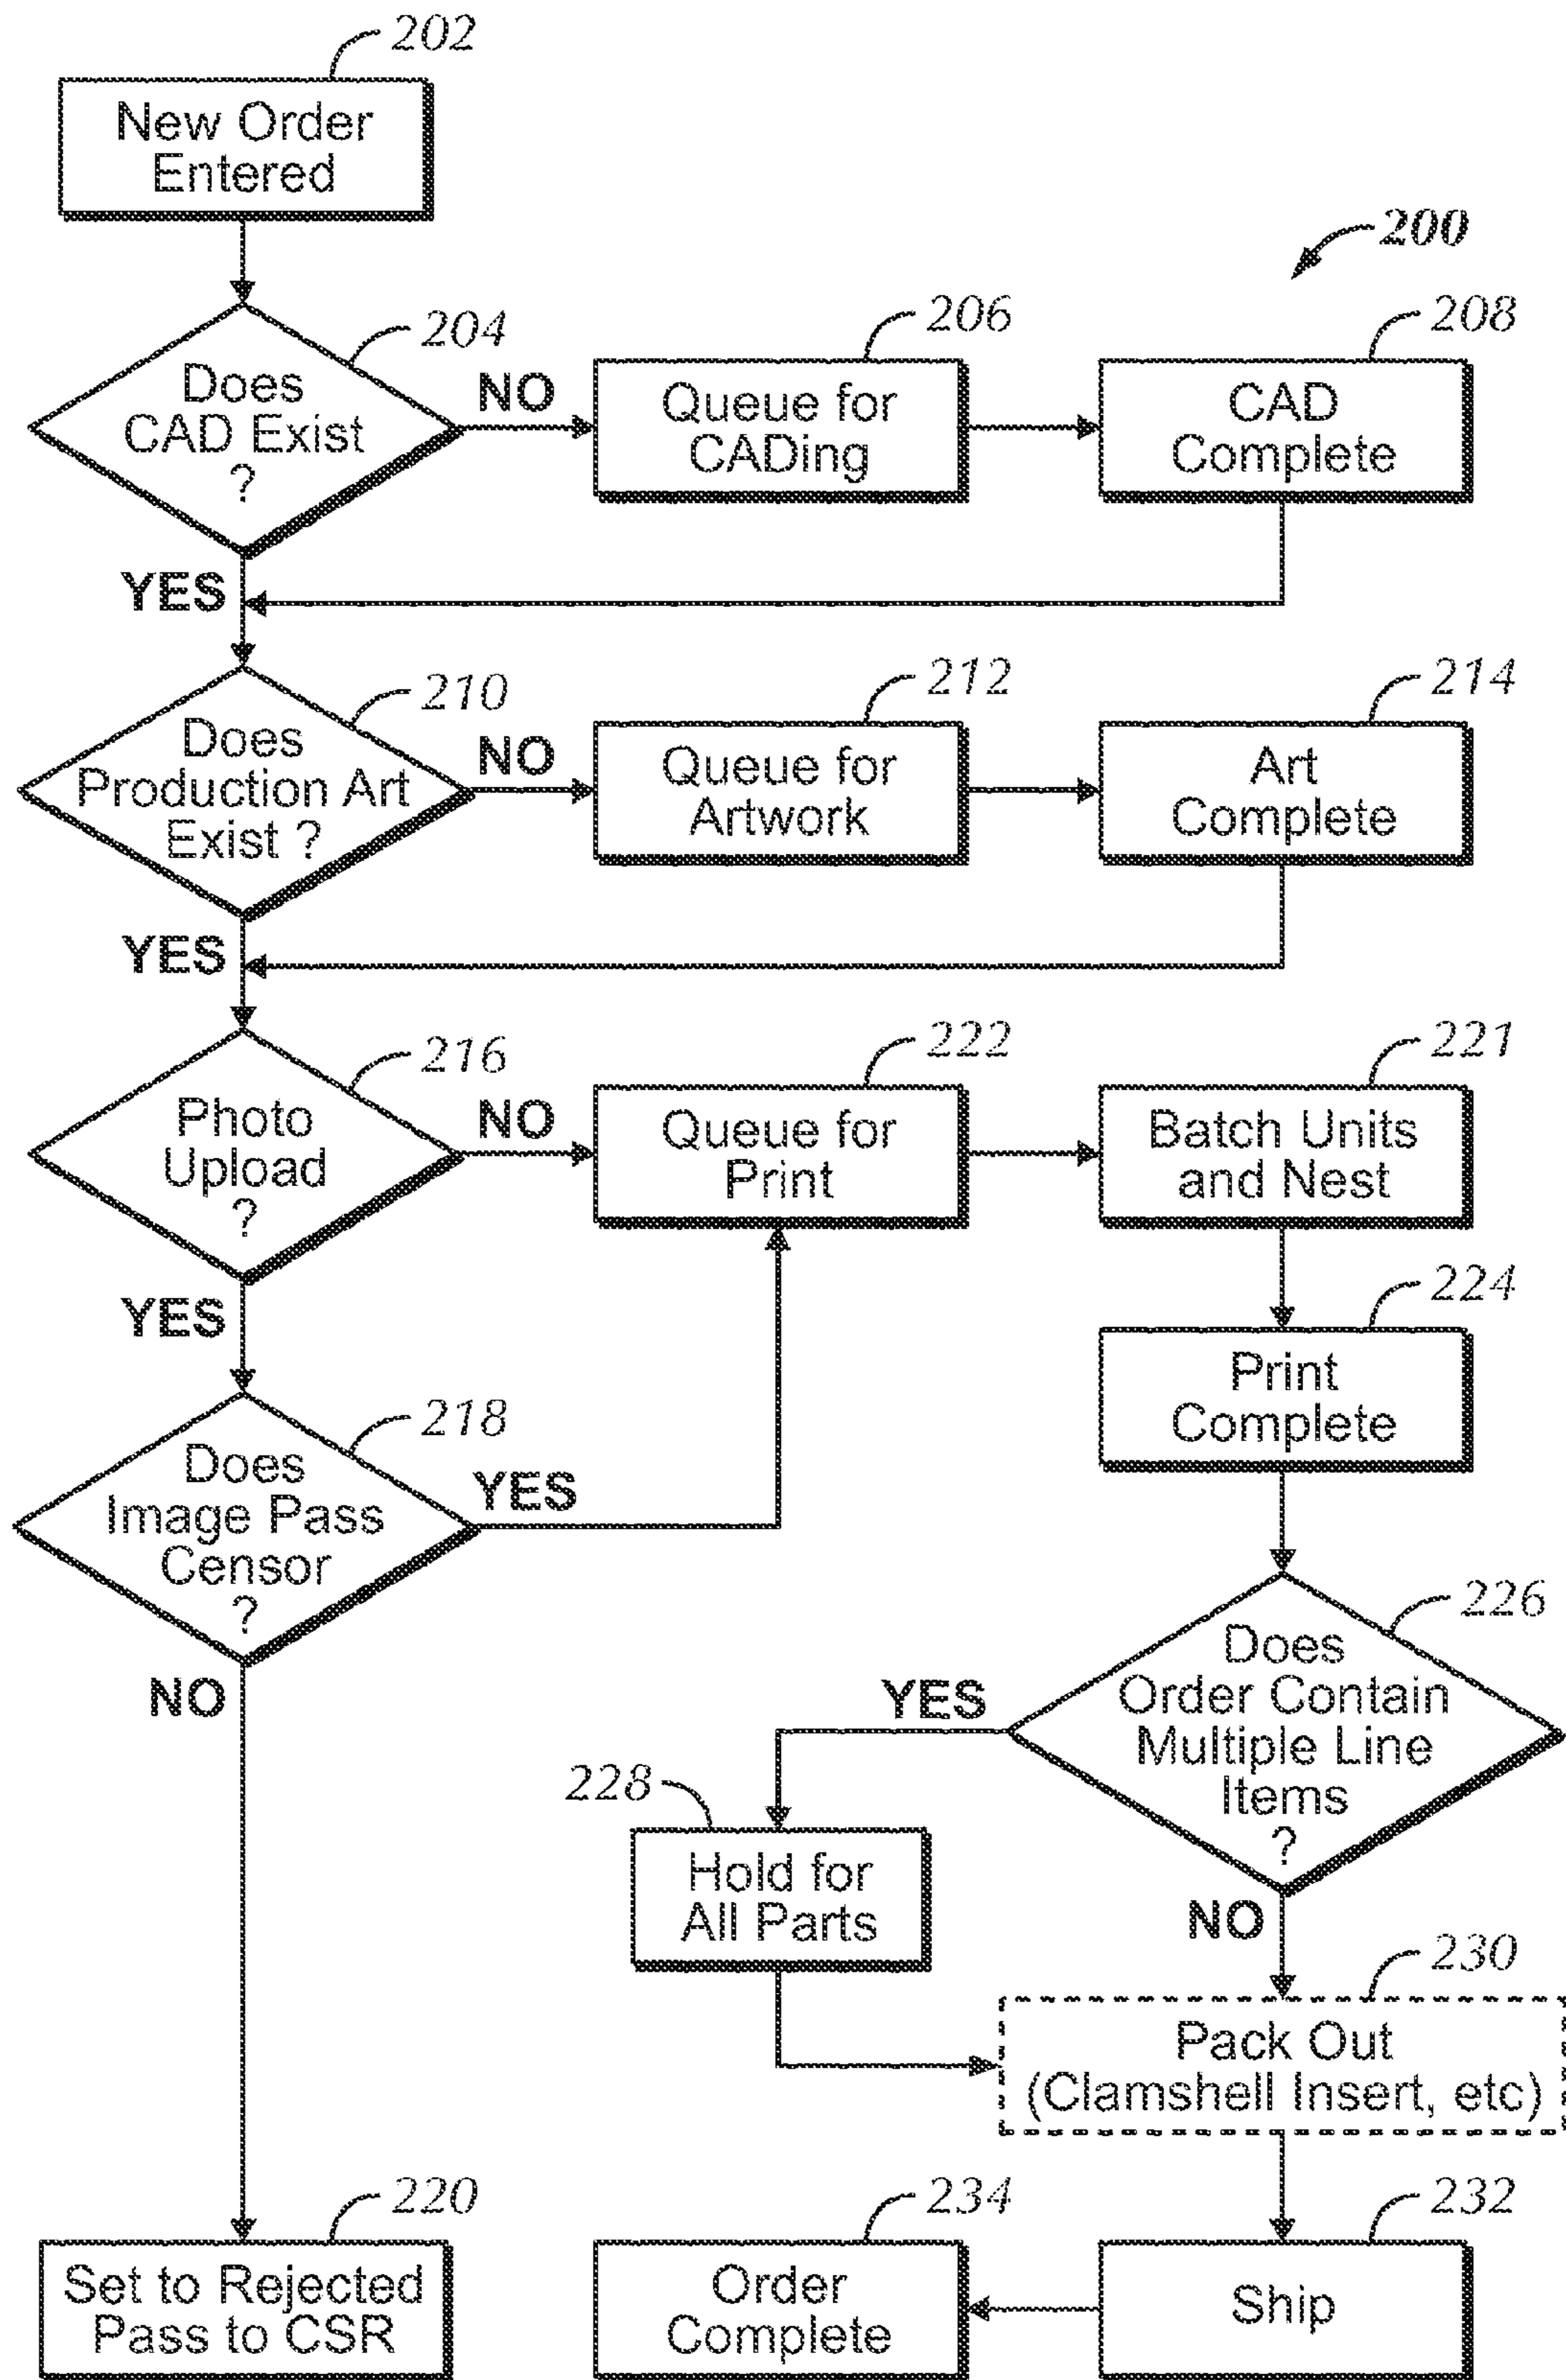 202
New Order
Entered
200
204
Does
CAD Exist
?
NO
206
Queue for
CADing
208
CAD
Complete
YES
210
Does
Production Art
Exist ?
NO
212
Queue for
Artwork
214
Art
Complete
YES
216
Photo
Upload
?
NO
222
Queue for
Print
221
Batch Units
and Nest
YES
224
Print
Complete
218
Does
Image Pass
Censor
?
YES
NO
226
Does
Order Contain
Multiple Line
Items
?
YES
228
Hold for
All Parts
NO
230
Pack Out
(Clamshell Insert, etc)
220
Set to Rejected
Pass to CSR
234
Order
Complete
232
Ship